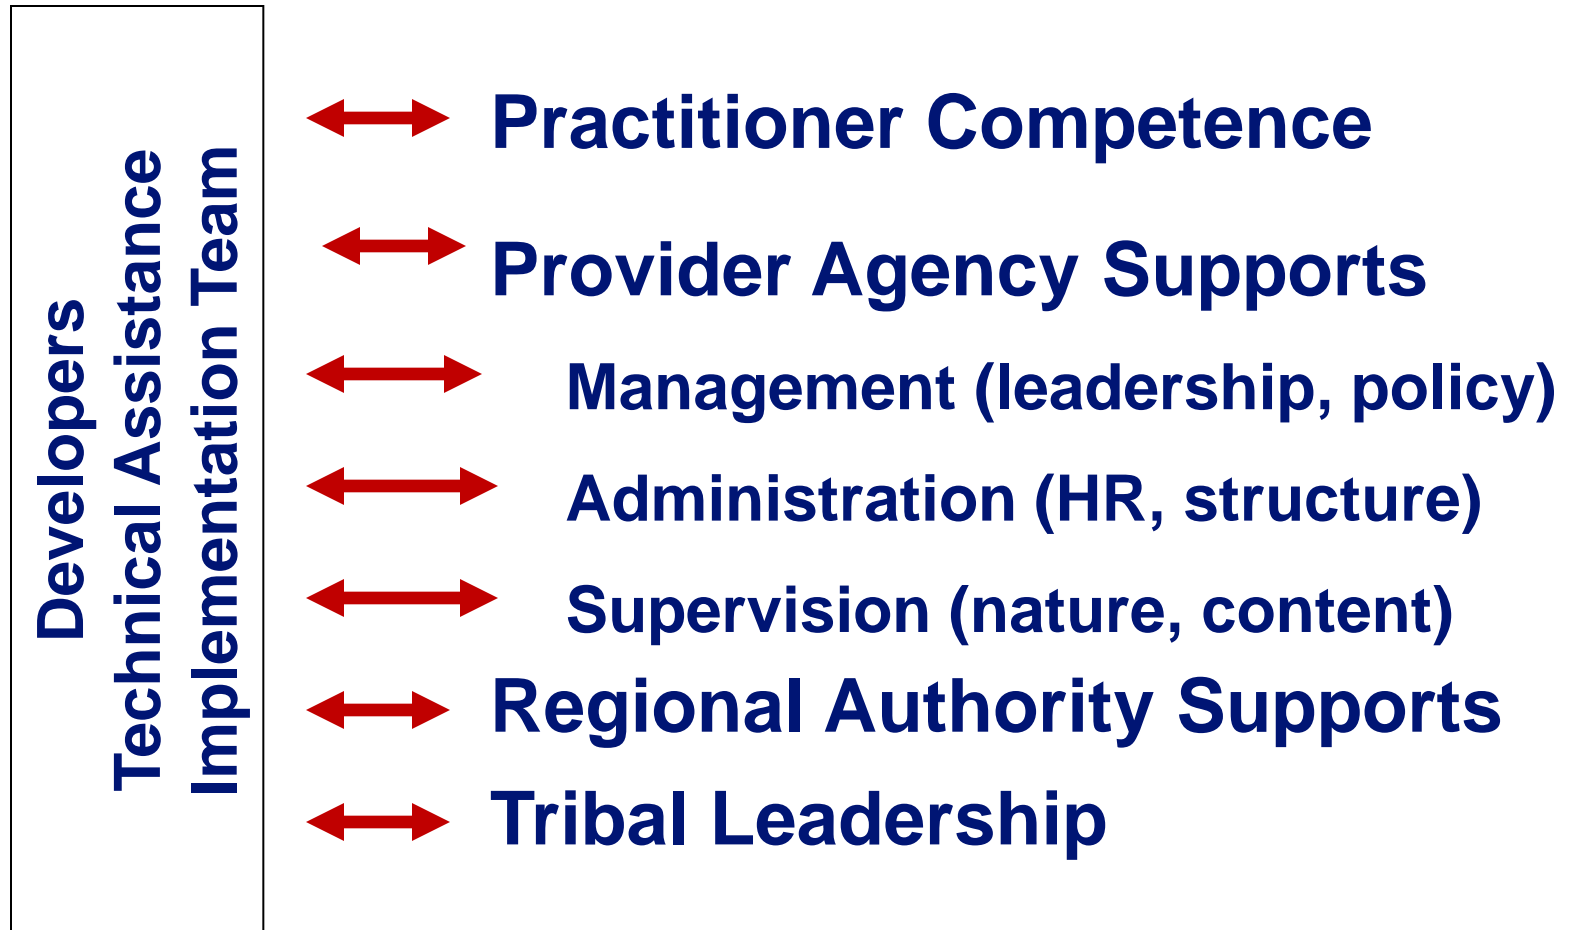 Developers
Technical Assistance
Implementation Team
Practitioner Competence
Provider Agency Supports
Management (leadership, policy)
Administration (HR, structure)
Supervision (nature, content)
Regional Authority Supports
Tribal Leadership